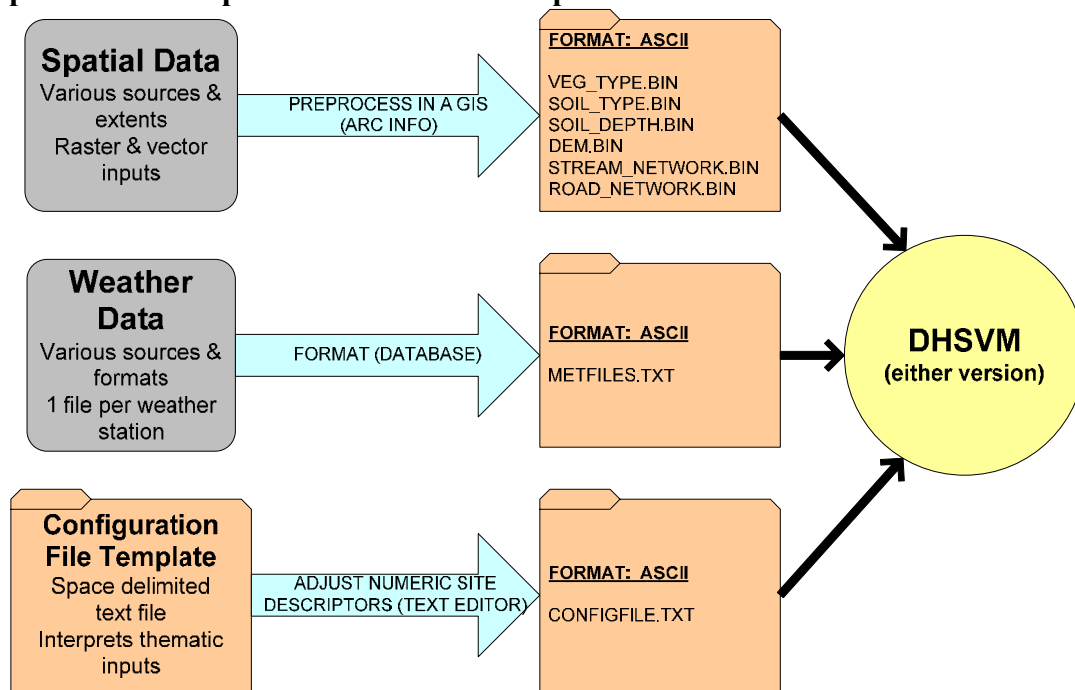 Spatial Data
Various sources &
extents
Raster & vector
inputs
PREPROCESS IN A GIS
(ARC INFO)
FORMAT: ASCII
VEG_TYPE.BIN
SOIL_TYPE.BIN
SOIL_DEPTH.BIN
DEM.BIN
STREAM_NETWORK.BIN
ROAD_NETWORK.BIN
Weather
Data
Various sources &
formats
1 file per weather
station
FORMAT (DATABASE)
FORMAT: ASCII
METFILES.TXT
DHSVM
(either version)
Configuration
File Template
Space delimited
text file
Interprets thematic
inputs
ADJUST NUMERIC SITE
DESCRIPTORS (TEXT EDITOR)
FORMAT: ASCII
CONFIGFILE.TXT